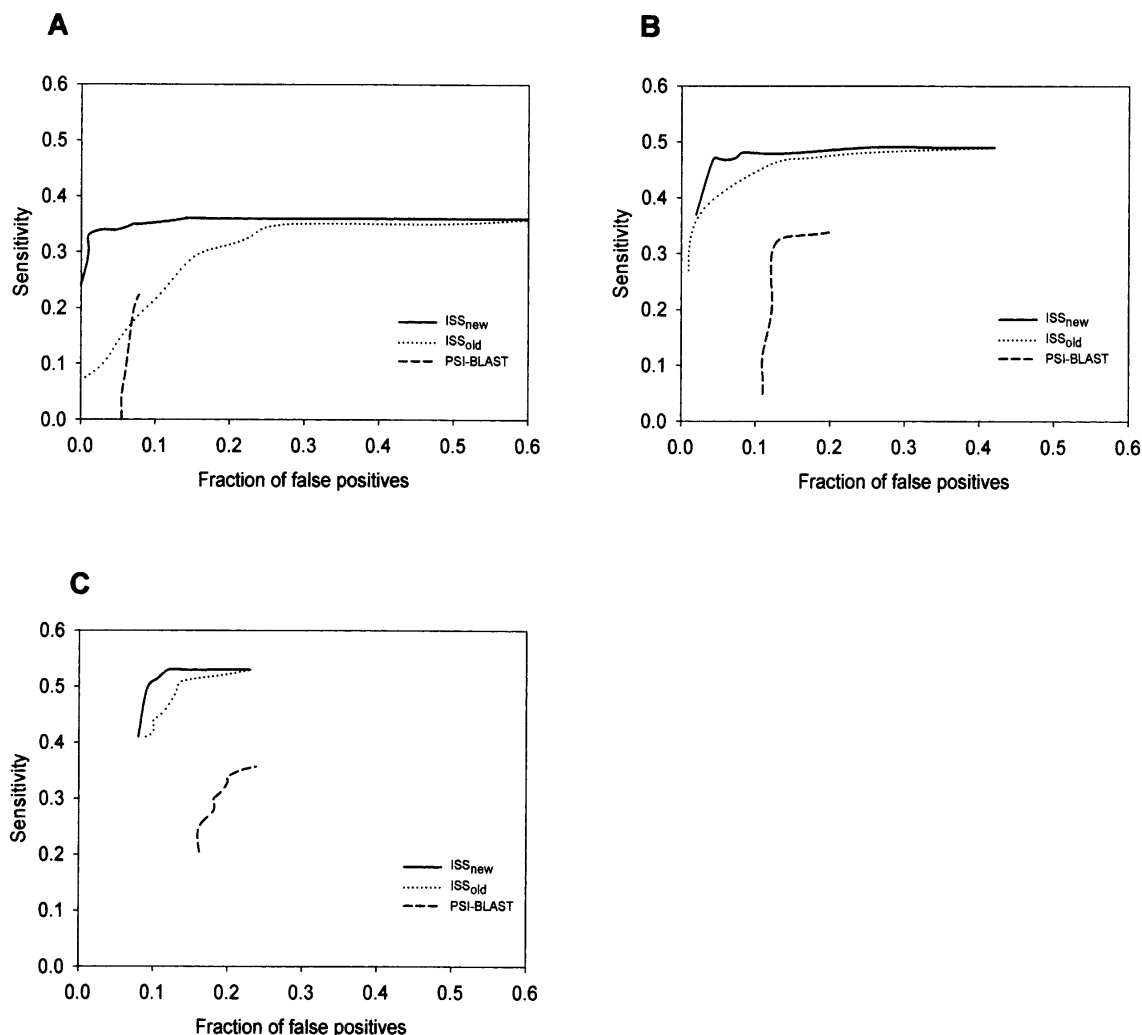 A
Sensitivity
0.6
0.5
0.4
0.3
0.2
0.1
0.0
0.0 0.1 0.2 0.3 0.4 0.5 0.6
Fraction of false positives
ISSnew
ISSold
PSI-BLAST
B
Sensitivity
0.6
0.5
0.4
0.3
0.2
0.1
0.0
0.0 0.1 0.2 0.3 0.4 0.5 0.6
Fraction of false positives
ISSnew
ISSold
PSI-BLAST
C
Sensitivity
0.6
0.5
0.4
0.3
0.2
0.1
0.0
0.0 0.1 0.2 0.3 0.4 0.5 0.6
Fraction of false positives
ISSnew
ISSold
PSI-BLAST